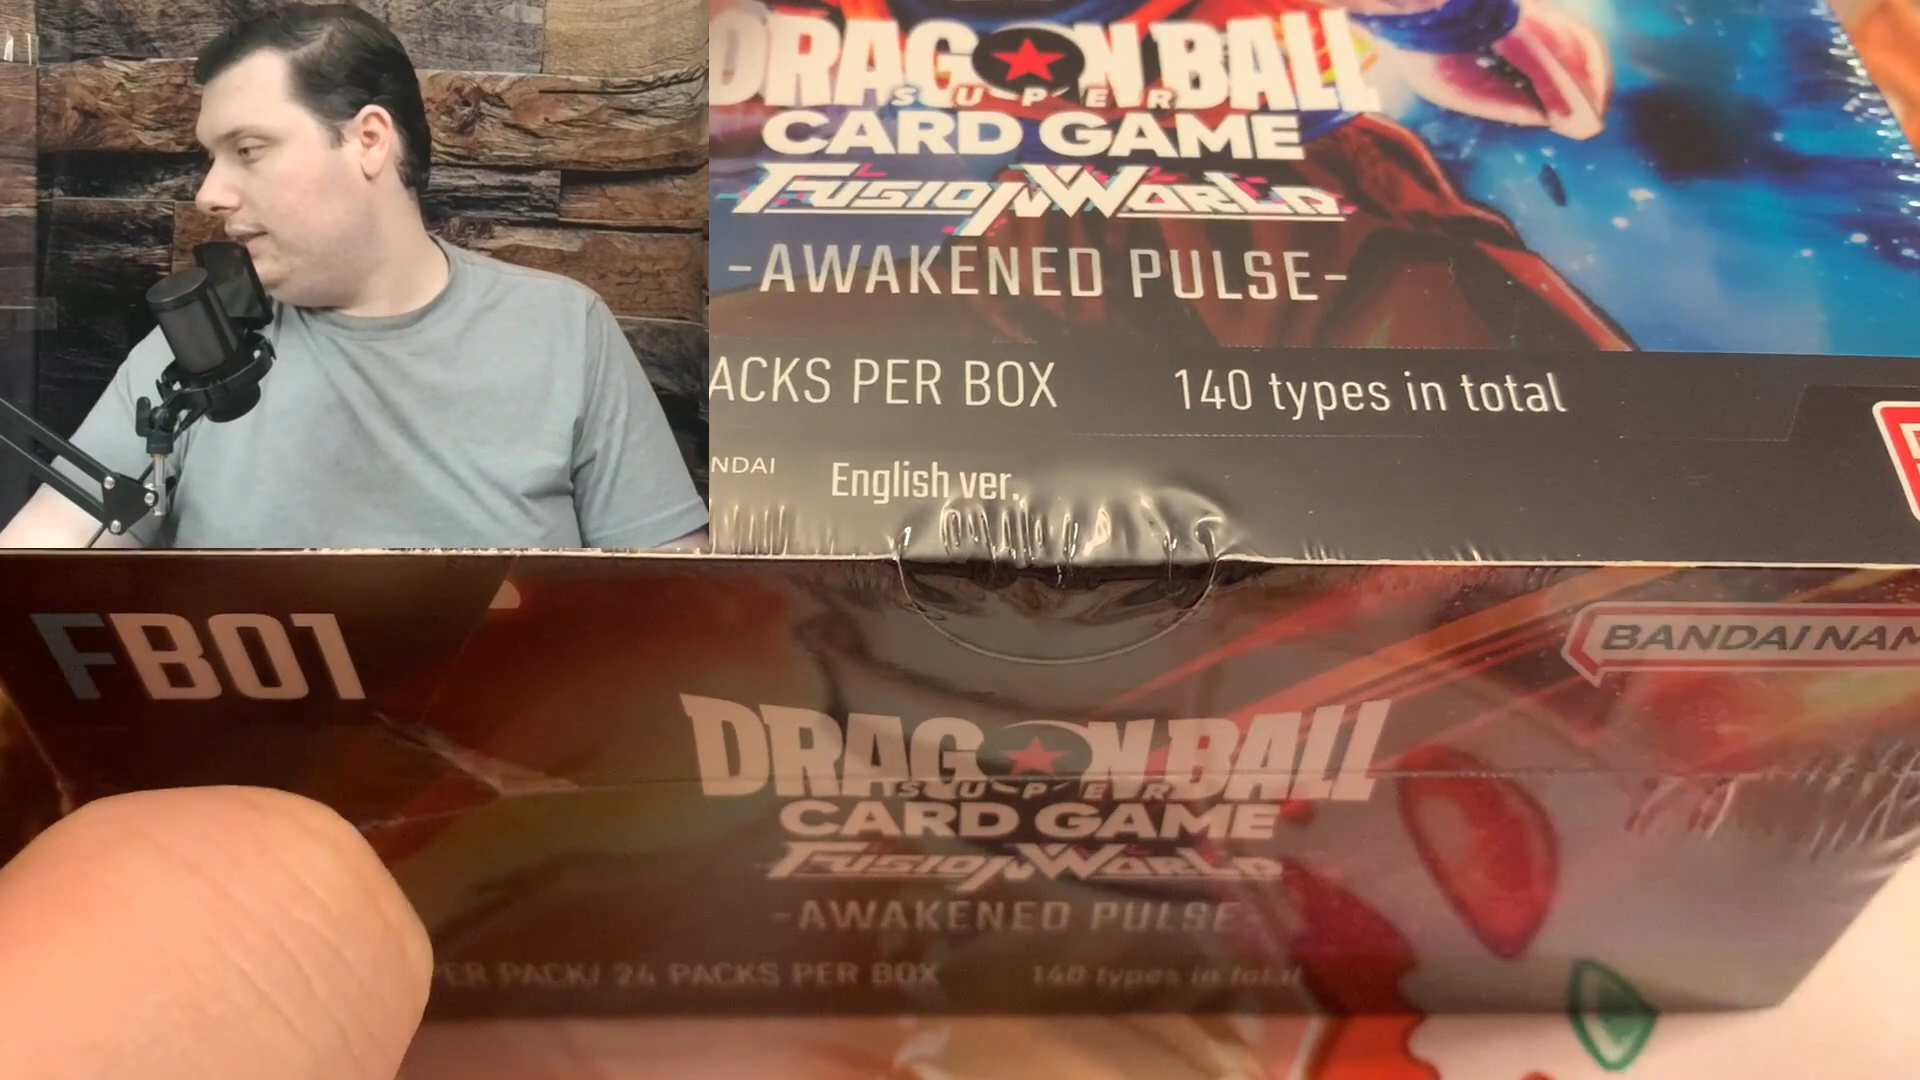 DRAGON BALL
SUPER
CARD GAME
FUSION WORLD
-AWAKENED PULSE-
ACKS PER BOX 140 types in total
NDAI English ver.
FB01
BANDAI NAM
DRAGON BALL
SUPER
CARD GAME
FUSION WORLD
-AWAKENED PULSE-
ER PACK/ 24 PACKS PER BOX 140 types in total